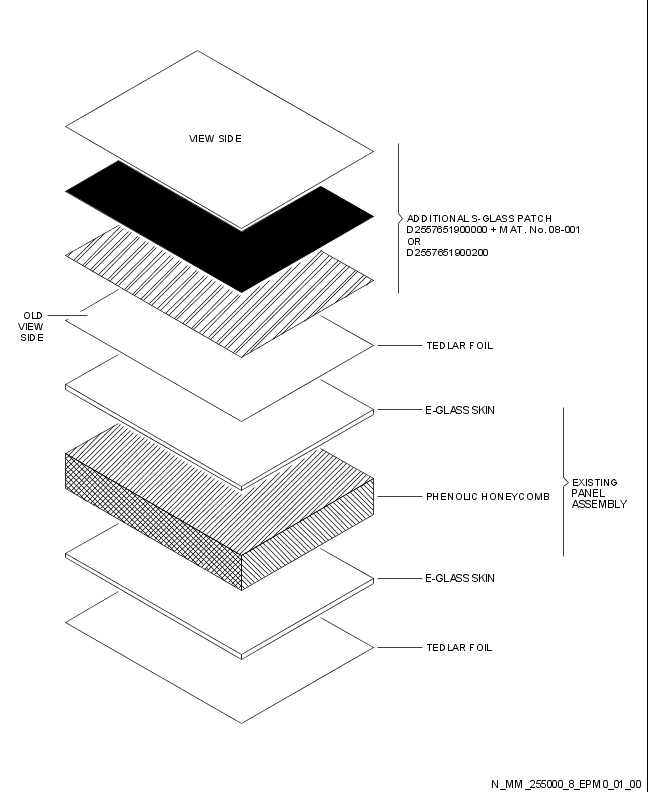 VIEW SIDE
ADDITIONAL S-GLASS PATCH
D2557651900000 + MAT. No. 08-001
OR
D2557651900200
OLD
VIEW
SIDE
TEDLAR FOIL
E-GLASS SKIN
PHENOLIC HONEYCOMB
EXISTING
PANEL
ASSEMBLY
E-GLASS SKIN
TEDLAR FOIL
N_MM_255000_8_EPM0_01_00